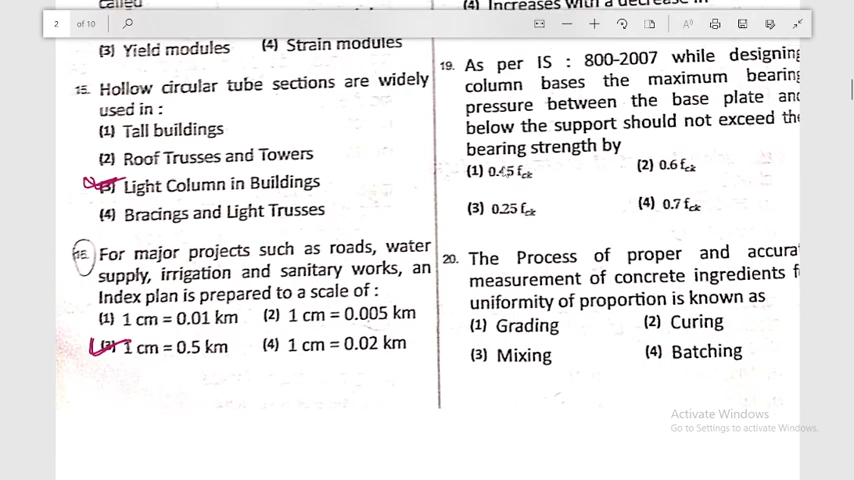 called
(3) Yield modules (4) Strain modules
15. Hollow circular tube sections are widely
used in :
(1) Tall buildings
(2) Roof Trusses and Towers
(3) Light Column in Buildings
(4) Bracings and Light Trusses
16. For major projects such as roads, water
supply, irrigation and sanitary works, an
Index plan is prepared to a scale of :
(1) 1 cm = 0.01 km (2) 1 cm = 0.005 km
(3) 1 cm = 0.5 km (4) 1 cm = 0.02 km
(4) Increases with a decrease in
2 of 10
19. As per IS : 800-2007 while designing
column bases the maximum bearing
pressure between the base plate and
below the support should not exceed the
bearing strength by
(1) 0.45 fck (2) 0.6 fck
(3) 0.25 fck (4) 0.7 fck
20. The Process of proper and accurat
measurement of concrete ingredients f
uniformity of proportion is known as
(1) Grading (2) Curing
(3) Mixing (4) Batching
Activate Windows
Go to Settings to activate Windows.